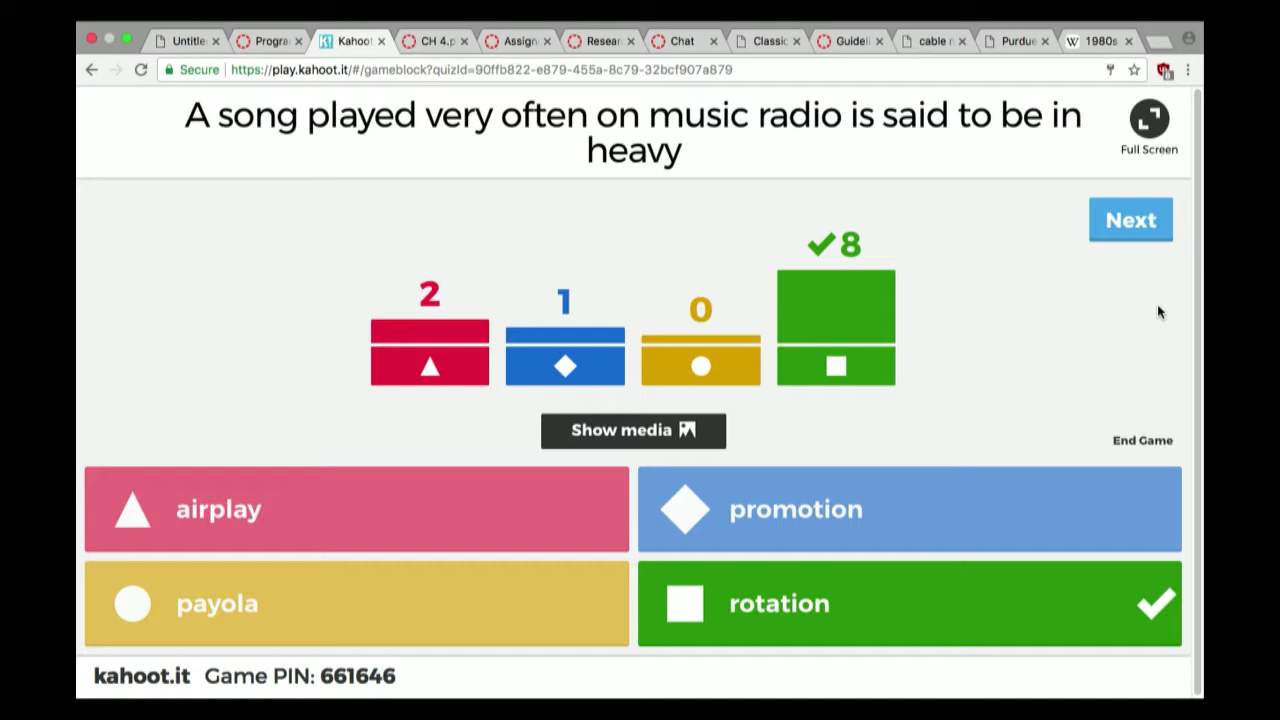 Untitle
Progra
Kahoot
CH 4.p
Assign
Resear
Chat
Classic
Guideli
cable r
Purdue
1980s
Secure
https://play.kahoot.it/#/gameblock?quizId=90ffb822-e879-455a-8c79-32bcf907a879
A song played very often on music radio is said to be in
heavy
Full Screen
Next
2
1
0
8
Show media
End Game
airplay
promotion
payola
rotation
kahoot.it Game PIN: 661646